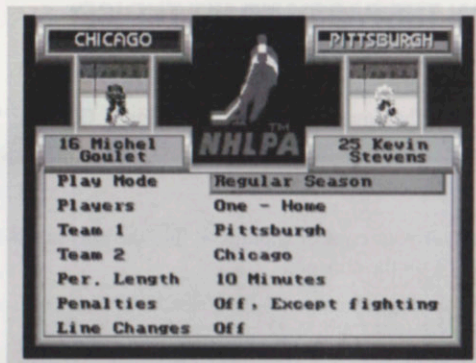 CHICAGO
PITTSBURGH
TM
NHLPA
16 Michel
Goulet
25 Kevin
Stevens
Play Mode Regular Season
Players One - Home
Team 1 Pittsburgh
Team 2 Chicago
Per. Length 10 Minutes
Penalties Off, Except fighting
Line Changes Off